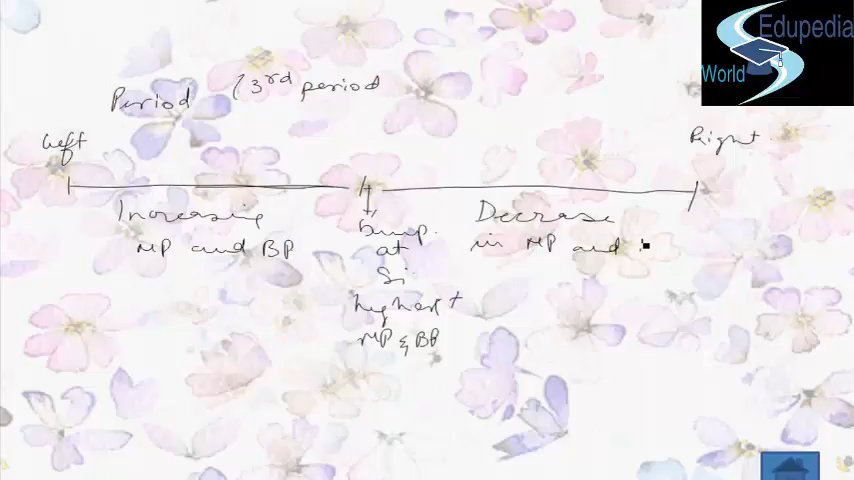 Edupedia
World
Period (3rd period
Left
Right
Increasing
MP and BP
bump
at
Si
highest
MP & BP
Decrease
in MP and